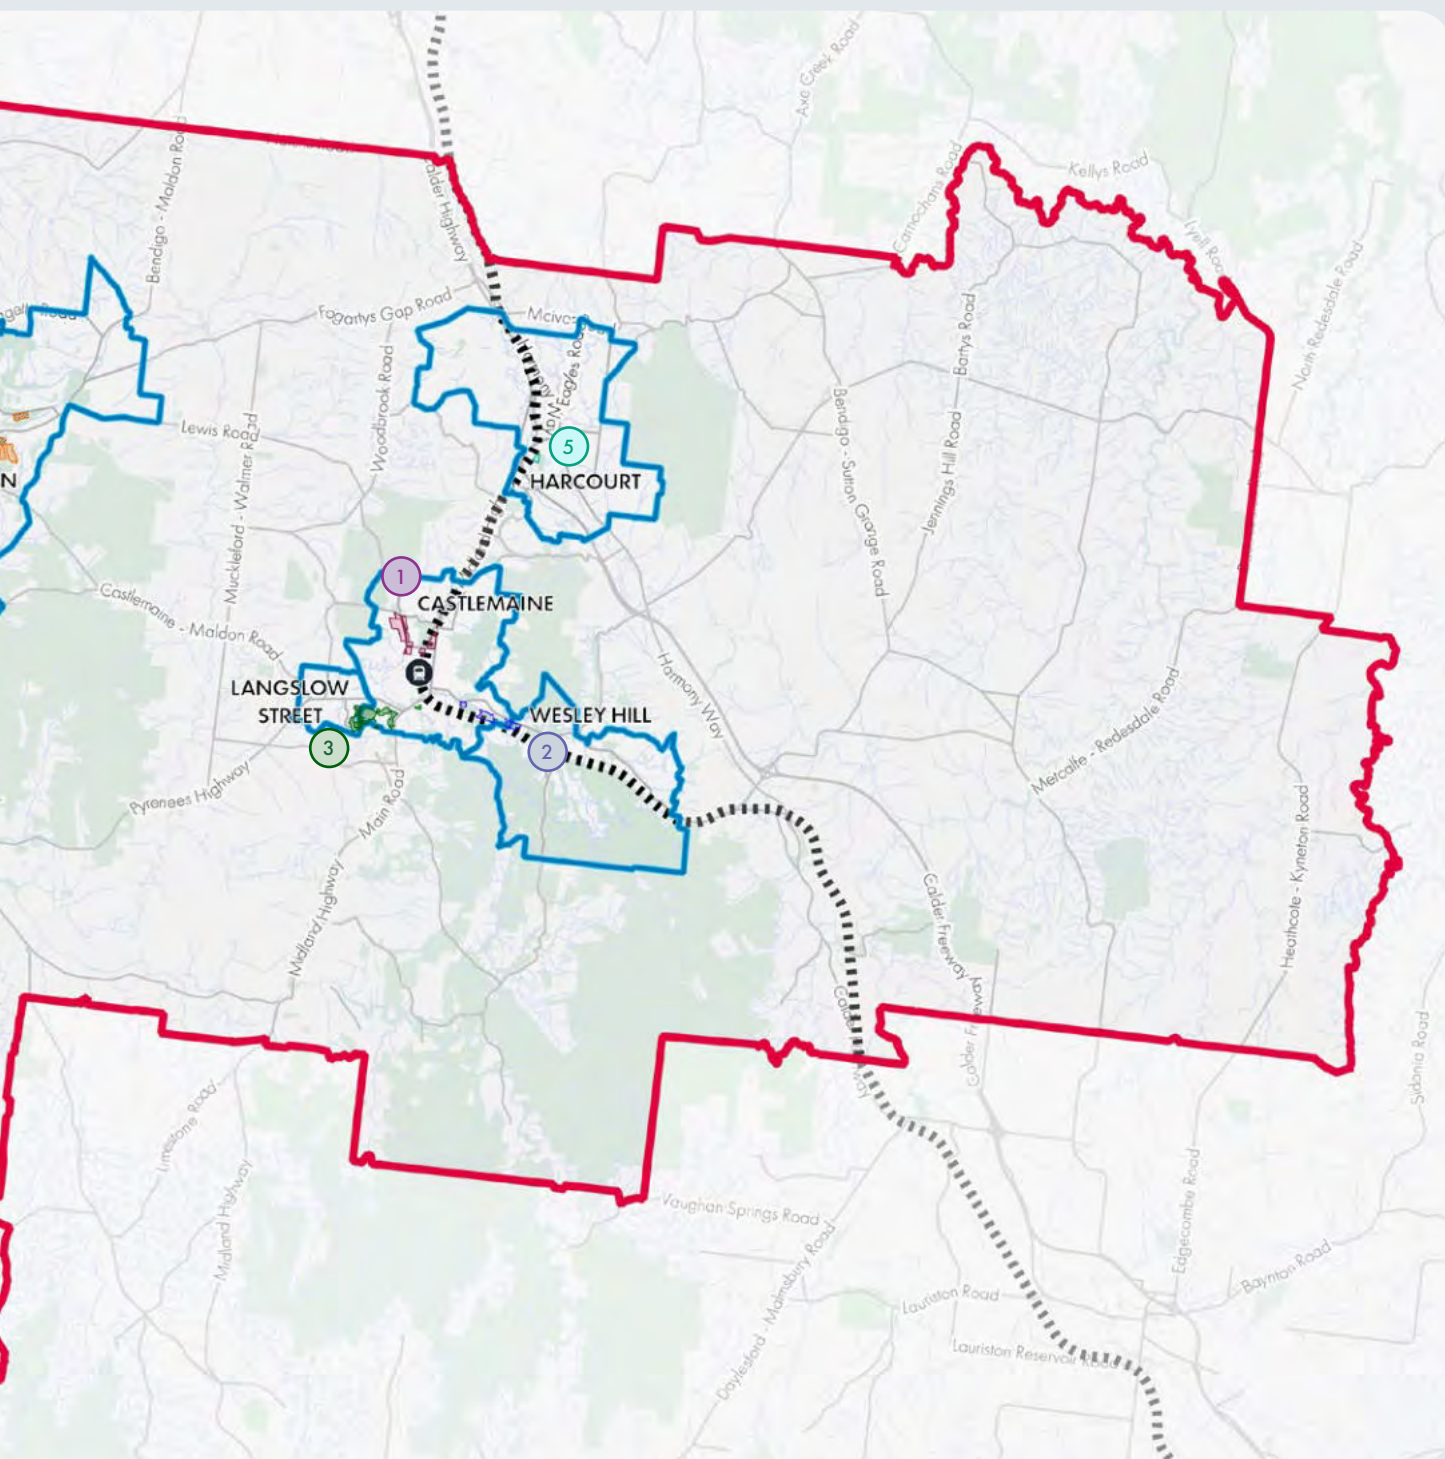 Axe Creek Road
Kellys Road
Carnochans Road
Lyell Road
North Redesdale Road
Bendigo - Maldon Road
Calder Highway
Fogartys Gap Road
Eagles Road
Bartys Road
Woodbrook Road
Lewis Road
Muckleford - Walmer Road
Bendigo - Sutton Grange Road
Jennings Hill Road
5
HARCOURT
N
1
CASTLEMAINE
Castlemaine - Maldon Road
Harmony Way
LANGSLOW
STREET
WESLEY HILL
3
2
Metcalfe - Redesdale Road
Pyrenees Highway
Main Road
Heathcote - Kyneton Road
Midland Highway
Calder Freeway
Calder Freeway
Sidonia Road
Limestone Road
Midland Highway
Vaughan Springs Road
Edgecombe Road
Baynton Road
Daylesford - Malmsbury Road
Lauriston Road
Lauriston Reservoir Road